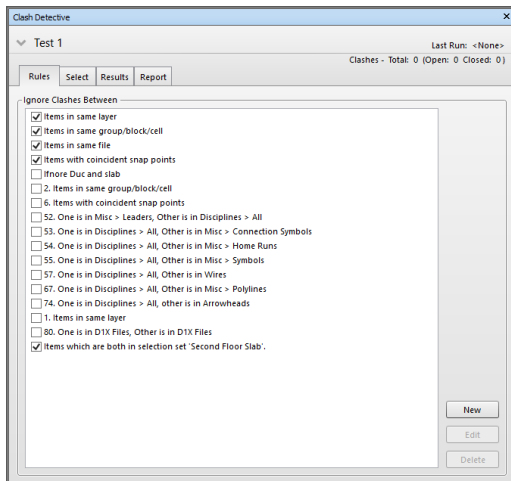 Clash Detective
Test 1
Last Run: <None>
Clashes - Total: 0 (Open: 0 Closed: 0)
Rules Select Results Report
Ignore Clashes Between
Items in same layer
Items in same group/block/cell
Items in same file
Items with coincident snap points
Ifnore Duc and slab
2. Items in same group/block/cell
6. Items with coincident snap points
52. One is in Misc > Leaders, Other is in Disciplines > All
53. One is in Disciplines > All, Other is in Misc > Connection Symbols
54. One is in Disciplines > All, Other is in Misc > Home Runs
55. One is in Disciplines > All, Other is in Misc > Symbols
57. One is in Disciplines > All, Other is in Wires
67. One is in Disciplines > All, Other is in Misc > Polylines
74. One is in Disciplines > All, other is in Arrowheads
1. Items in same layer
80. One is in D1X Files, Other is in D1X Files
Items which are both in selection set 'Second Floor Slab'.
New
Edit
Delete